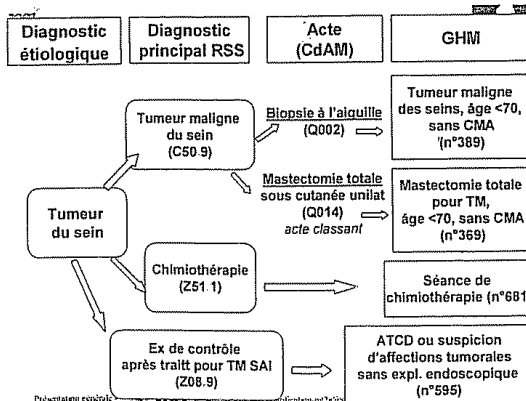 Diagnostic
étiologique
Diagnostic
principal RSS
Acte
(CdAM)
GHM
Tumeur maligne
du sein
(C50.9)
Biopsie à l'aiguille
(Q002)
Tumeur maligne
des seins, âge <70,
sans CMA
(n°389)
Mastectomie totale
sous cutanée unilat
(Q014)
acte classant
Mastectomie totale
pour TM,
âge <70, sans CMA
(n°369)
Tumeur
du sein
Chimiothérapie
(Z51.1)
Séance de
chimiothérapie (n°681
Ex de contrôle
après traitt pour TM SAI
(Z08.9)
ATCD ou suspicion
d'affections tumorales
sans expl. endoscopique
(n°595)
Présentation générale